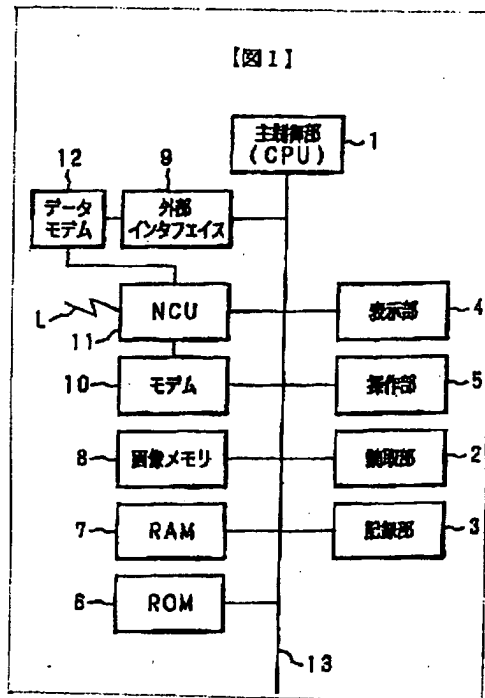 【図1】
主制御部
(CPU)
1
12
9
データ
モデム
外部
インタフェイス
L
NCU
11
表示部
4
10
モデム
操作部
5
8
画像メモリ
読取部
2
7
RAM
記録部
3
6
ROM
13